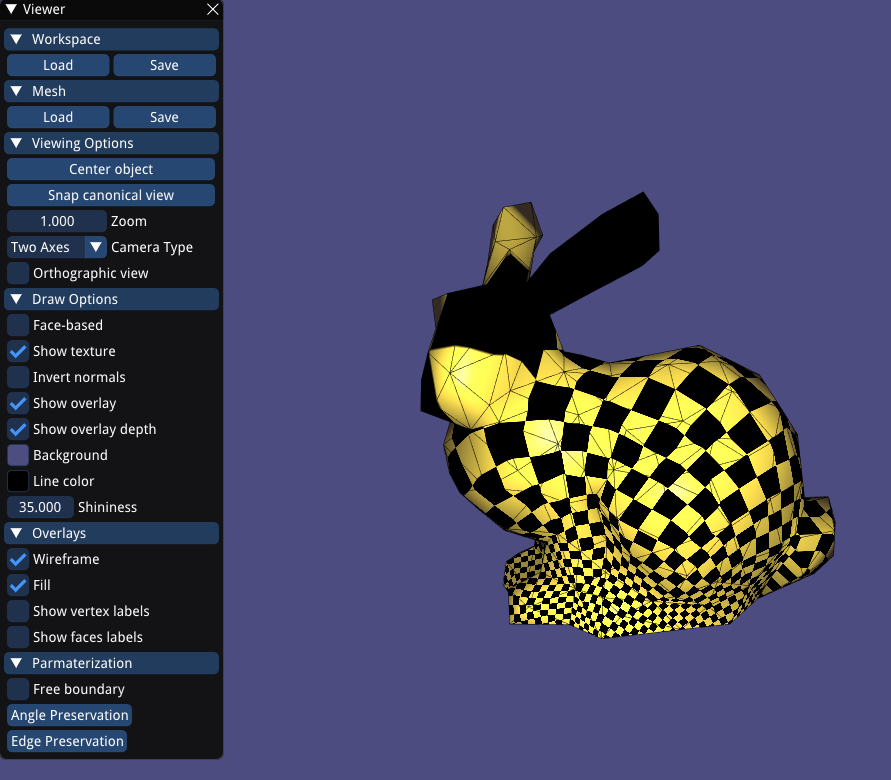 Viewer
Workspace
Load Save
Mesh
Load Save
Viewing Options
Center object
Snap canonical view
1.000 Zoom
Two Axes Camera Type
Orthographic view
Draw Options
Face-based
Show texture
Invert normals
Show overlay
Show overlay depth
Background
Line color
35.000 Shininess
Overlays
Wireframe
Fill
Show vertex labels
Show faces labels
Parmaterization
Free boundary
Angle Preservation
Edge Preservation